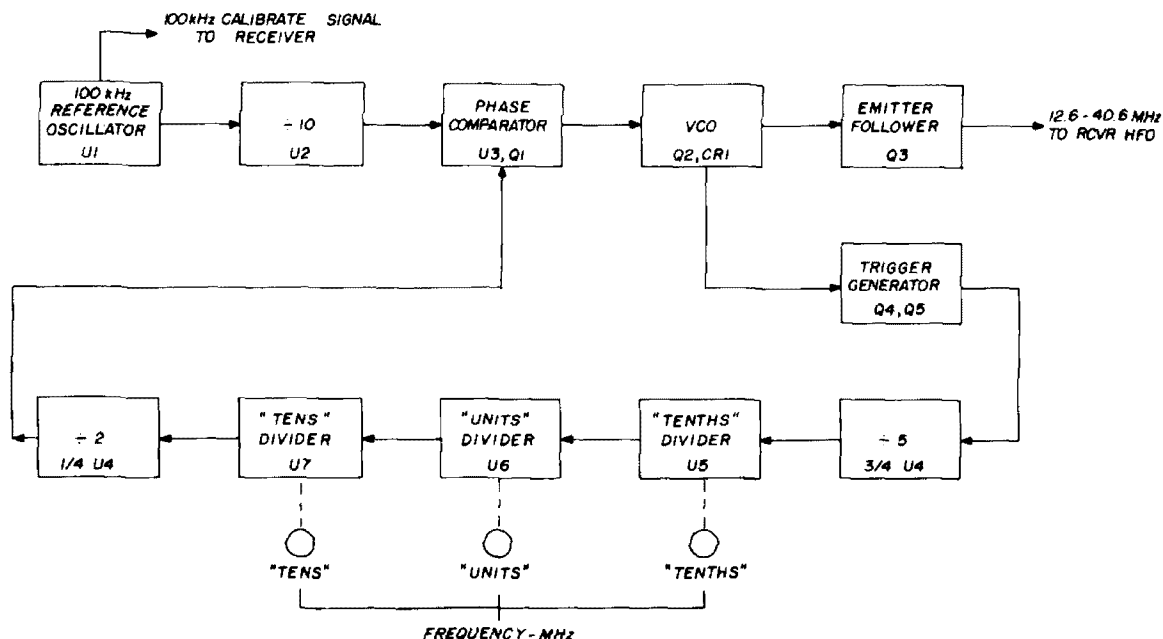 100kHz CALIBRATE SIGNAL
TO RECEIVER
100 kHz
REFERENCE
OSCILLATOR
U1
÷10
U2
PHASE
COMPARATOR
U3, Q1
VCO
Q2, CR1
EMITTER
FOLLOWER
Q3
12.6-40.6 MHz
TO RCVR HFO
TRIGGER
GENERATOR
Q4, Q5
÷ 2
1/4 U4
"TENS"
DIVIDER
U7
"UNITS"
DIVIDER
U6
"TENTHS"
DIVIDER
U5
÷ 5
3/4 U4
"TENS"
"UNITS"
"TENTHS"
FREQUENCY - MHz